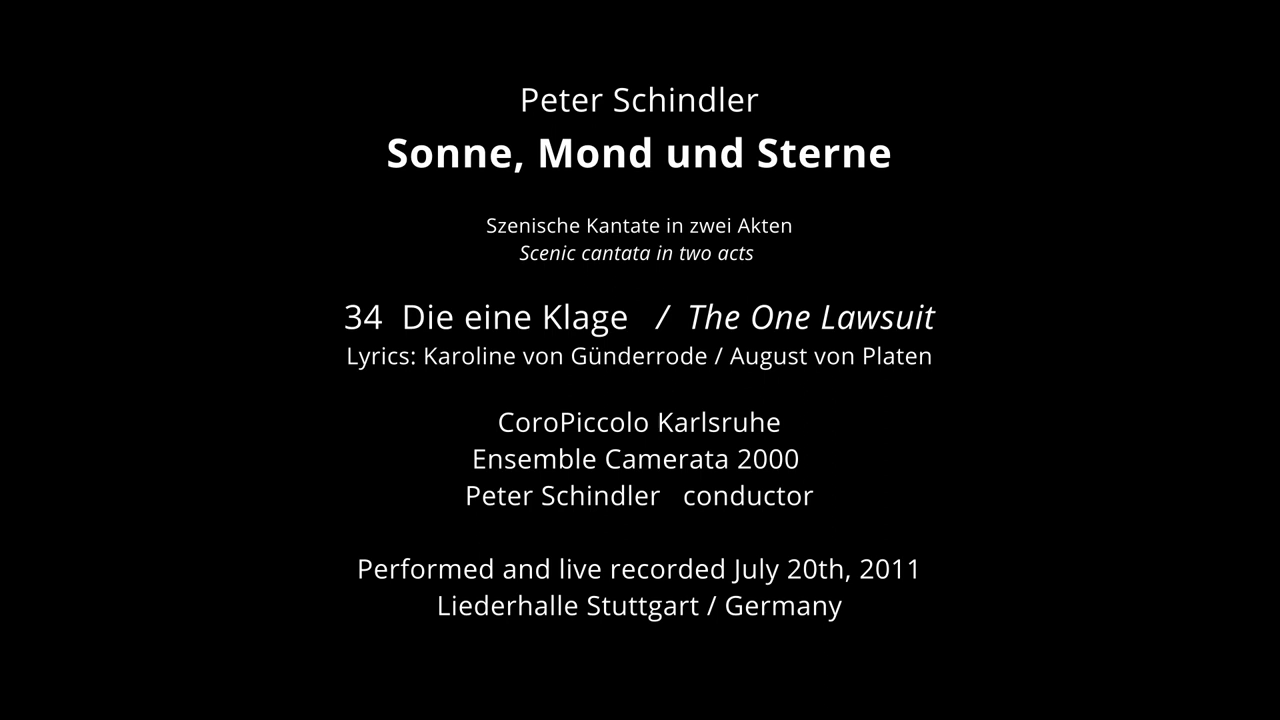 Peter Schindler
Sonne, Mond und Sterne
Szenische Kantate in zwei Akten
Scenic cantata in two acts
34 Die eine Klage / The One Lawsuit
Lyrics: Karoline von Günderrode / August von Platen
CoroPiccolo Karlsruhe
Ensemble Camerata 2000
Peter Schindler conductor
Performed and live recorded July 20th, 2011
Liederhalle Stuttgart / Germany